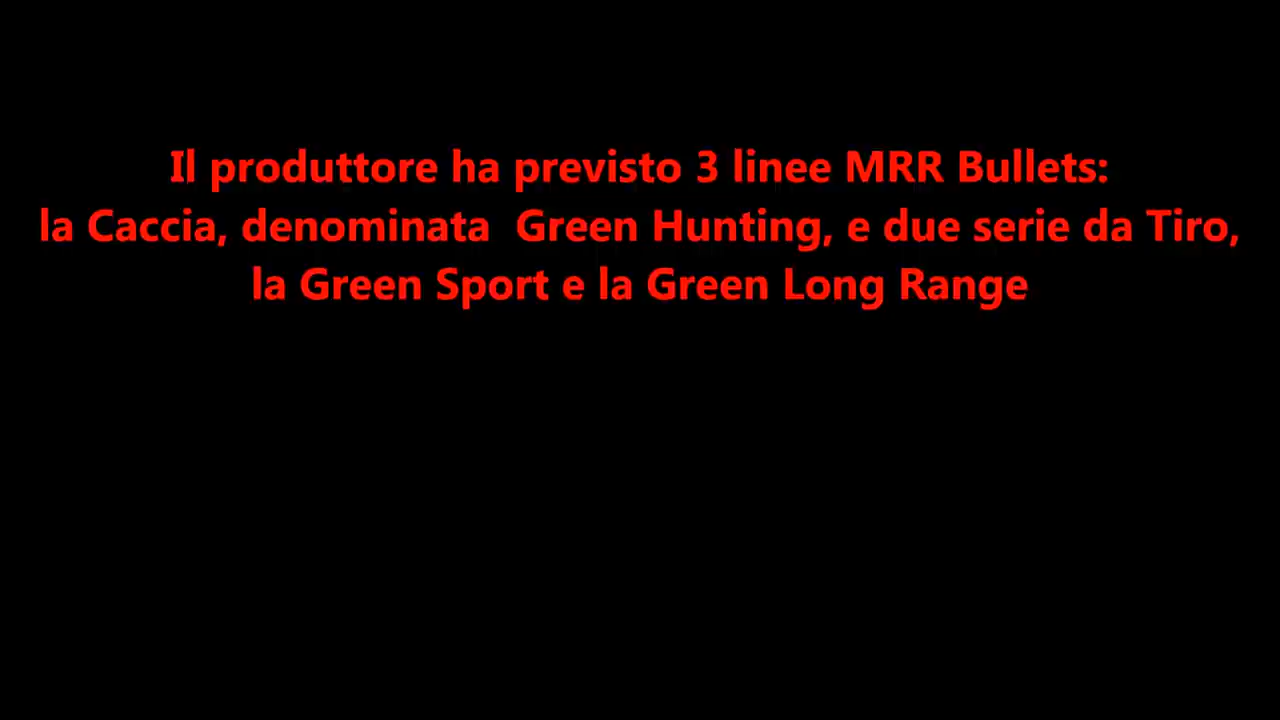 Il produttore ha previsto 3 linee MRR Bullets:
la Caccia, denominata  Green Hunting, e due serie da Tiro,
la Green Sport e la Green Long Range